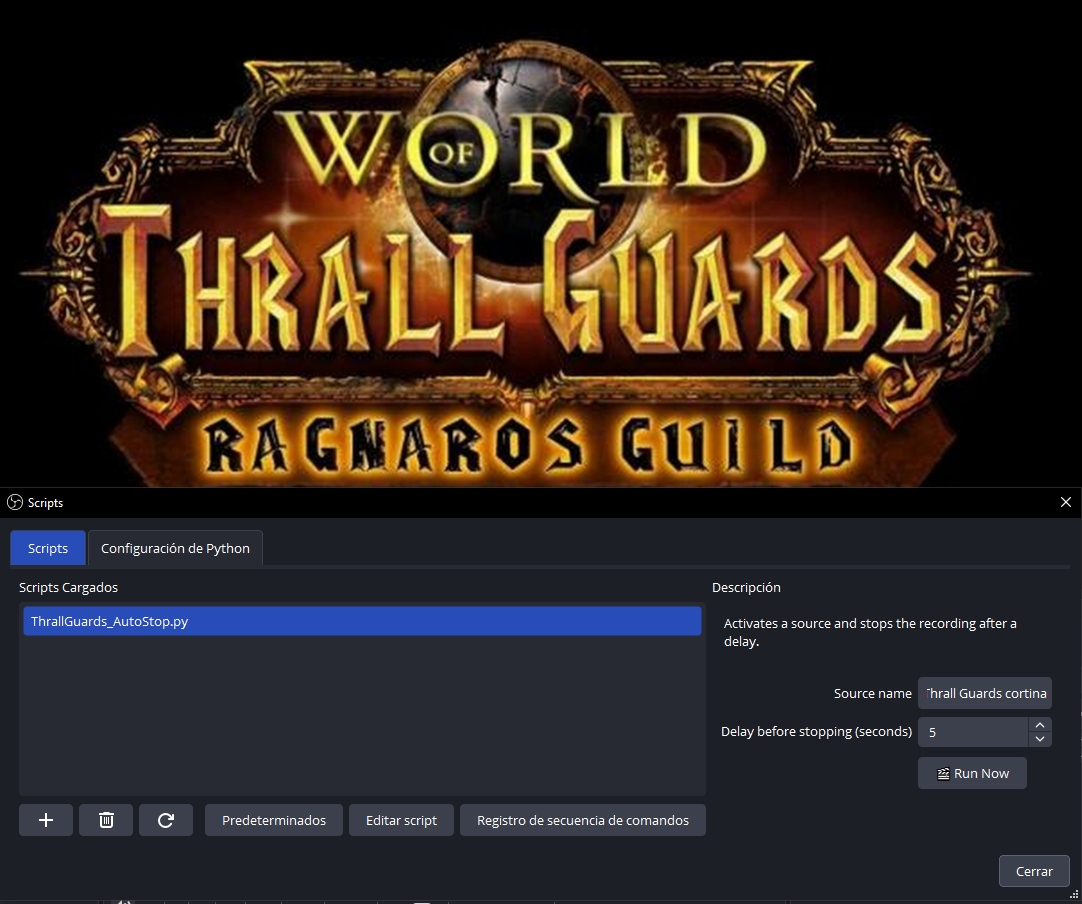 WORLD
OF
THRALL GUARDS
RAGNAROS GUILD
Scripts
Scripts
Configuración de Python
Scripts Cargados
Descripción
ThrallGuards_AutoStop.py
Activates a source and stops the recording after a
delay.
Source name
Thrall Guards cortina
Delay before stopping (seconds)
5
Run Now
Predeterminados
Editar script
Registro de secuencia de comandos
Cerrar